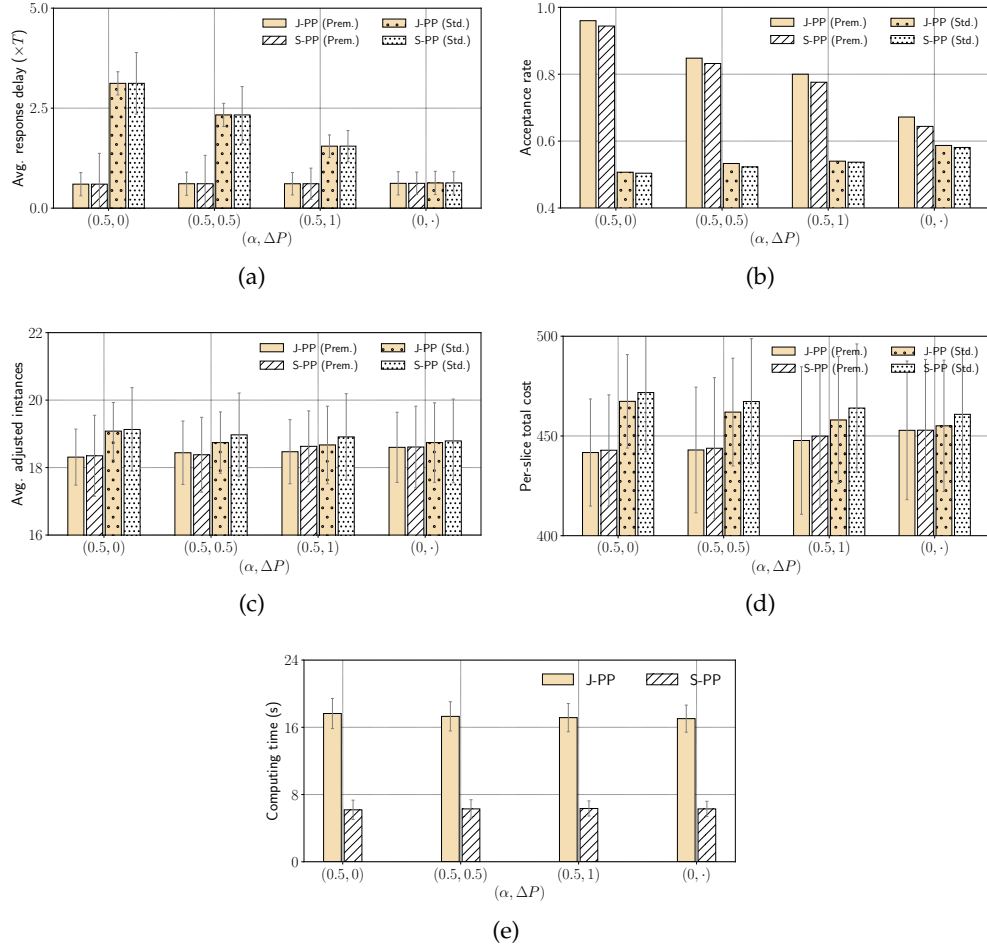 J-PP (Prem.) J-PP (Std.)
S-PP (Prem.) S-PP (Std.)
5.0
2.5
0.0
Avg. response delay (×T)
(0.5, 0) (0.5, 0.5) (0.5, 1) (0, ·)
(α, ΔP)
(a)
J-PP (Prem.) J-PP (Std.)
S-PP (Prem.) S-PP (Std.)
1.0
0.8
0.6
0.4
Acceptance rate
(0.5, 0) (0.5, 0.5) (0.5, 1) (0, ·)
(α, ΔP)
(b)
J-PP (Prem.) J-PP (Std.)
S-PP (Prem.) S-PP (Std.)
22
20
18
16
Avg. adjusted instances
(0.5, 0) (0.5, 0.5) (0.5, 1) (0, ·)
(α, ΔP)
(c)
J-PP (Prem.) J-PP (Std.)
S-PP (Prem.) S-PP (Std.)
500
450
400
Per-slice total cost
(0.5, 0) (0.5, 0.5) (0.5, 1) (0, ·)
(α, ΔP)
(d)
J-PP S-PP
24
16
8
0
Computing time (s)
(0.5, 0) (0.5, 0.5) (0.5, 1) (0, ·)
(α, ΔP)
(e)